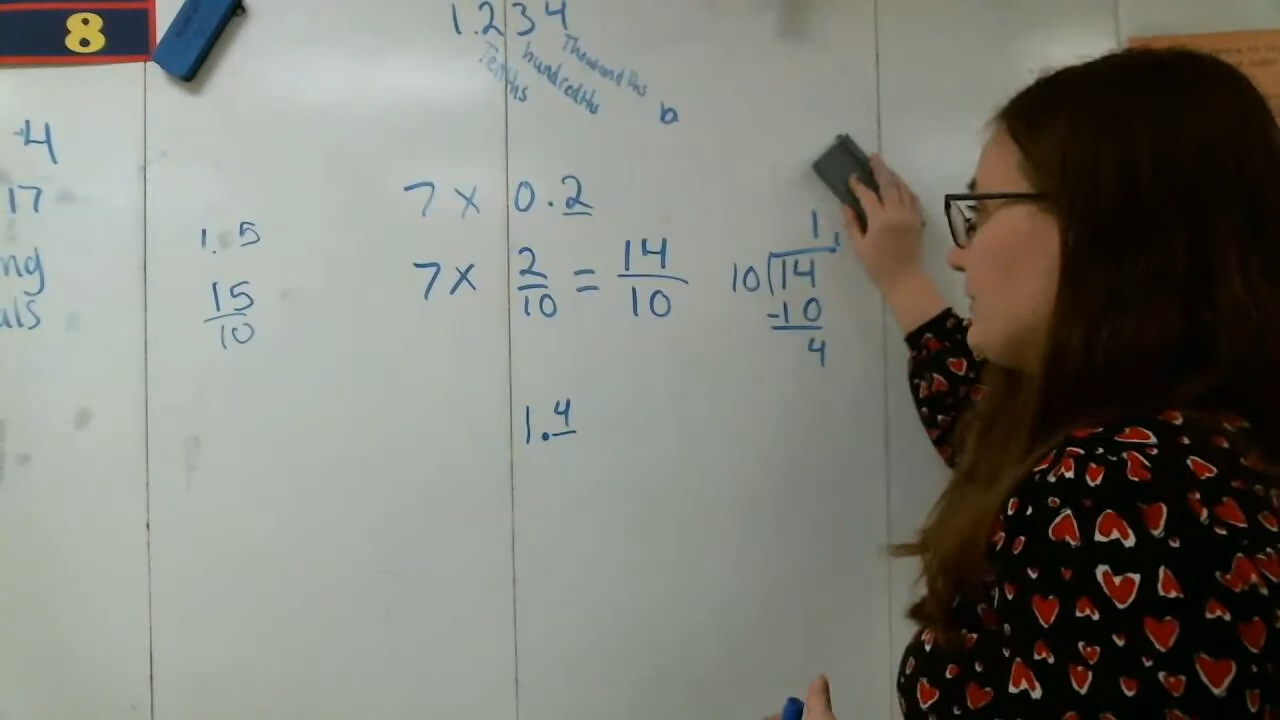 8
1.234
Tenths hundredths Thousandths
b
4
17
ng
als
1.5
15
10
7 x 0.2
7 x 2/10 = 14/10
1
10 14
-10
4
1.4